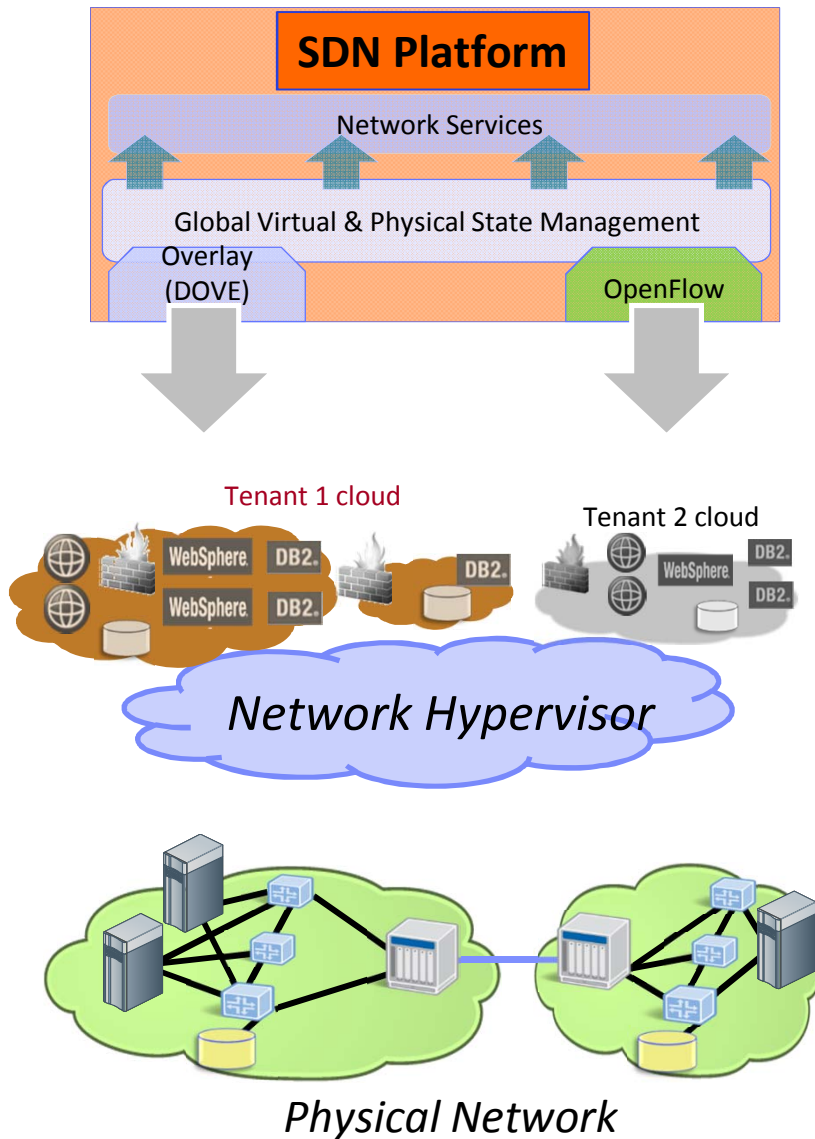 SDN Platform
Network Services
Global Virtual & Physical State Management
Overlay
(DOVE)
OpenFlow
Tenant 1 cloud
Tenant 2 cloud
WebSphere. DB2.
WebSphere. DB2.
DB2.
WebSphere.
DB2.
DB2.
Network Hypervisor
Physical Network